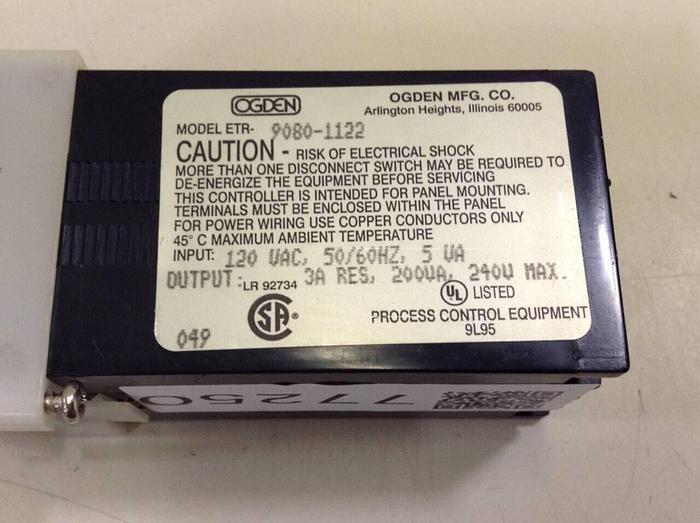 OGDEN
OGDEN MFG. CO.
Arlington Heights, Illinois 60005
MODEL ETR- 9080-1122
CAUTION - RISK OF ELECTRICAL SHOCK
MORE THAN ONE DISCONNECT SWITCH MAY BE REQUIRED TO
DE-ENERGIZE THE EQUIPMENT BEFORE SERVICING
THIS CONTROLLER IS INTENDED FOR PANEL MOUNTING.
TERMINALS MUST BE ENCLOSED WITHIN THE PANEL
FOR POWER WIRING USE COPPER CONDUCTORS ONLY
45° C MAXIMUM AMBIENT TEMPERATURE
INPUT: 120 VAC, 50/60HZ, 5 VA
OUTPUT: 3A RES, 200VA, 240V MAX.
LR 92734
SA ®
UL LISTED
PROCESS CONTROL EQUIPMENT
9L95
049
77250